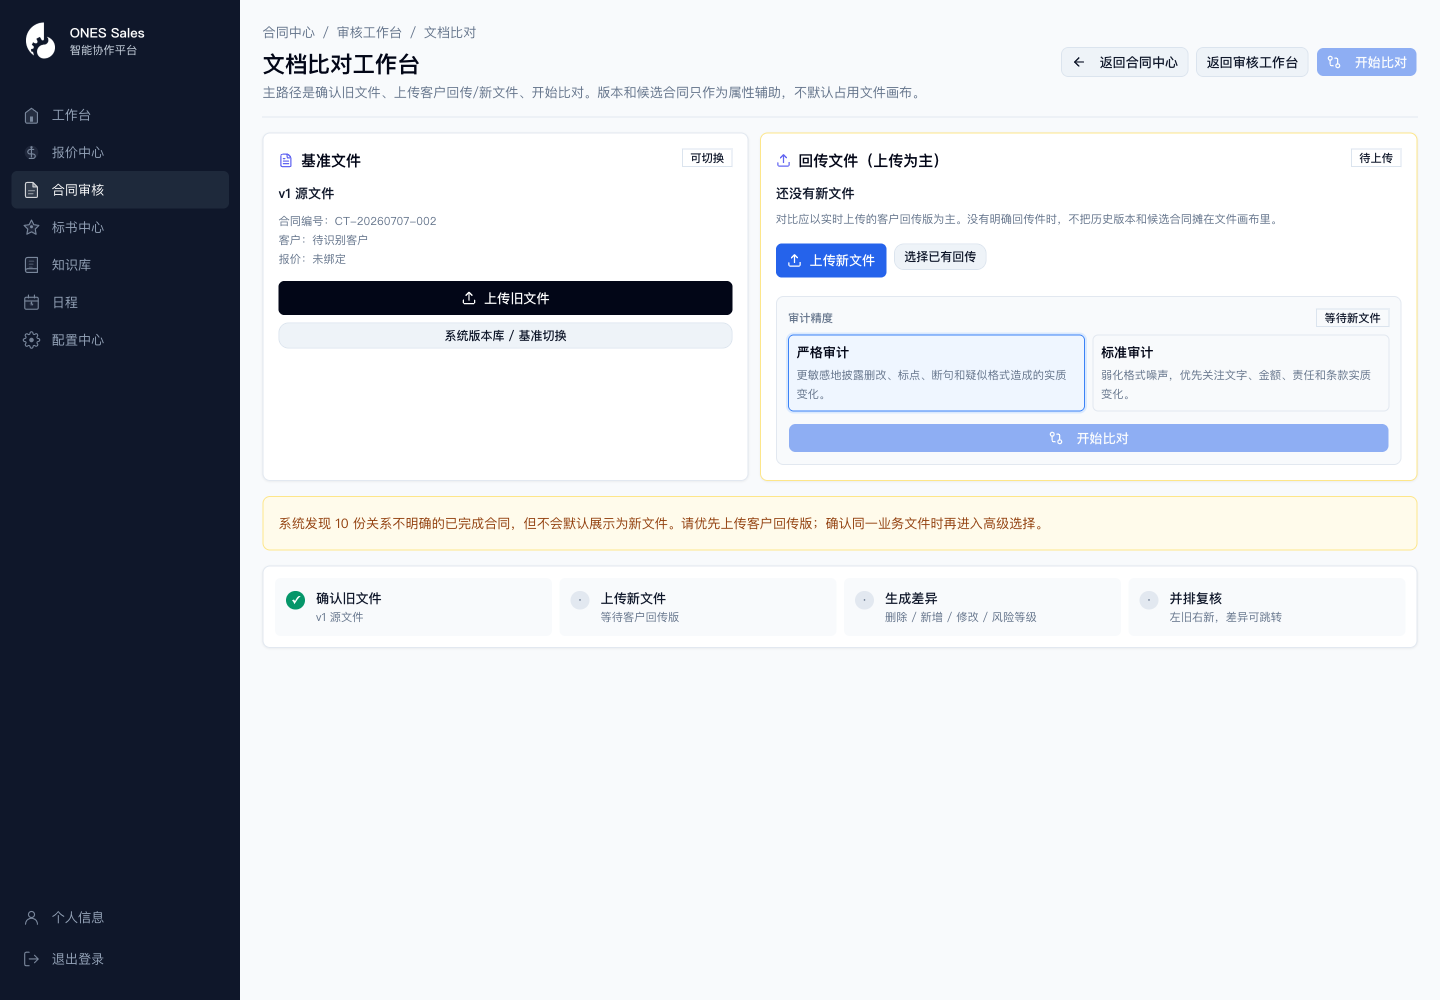 ONES Sales
智能协作平台
工作台
报价中心
合同审核
标书中心
知识库
日程
配置中心
个人信息
退出登录
合同中心 / 审核工作台 / 文档比对
文档比对工作台
主路径是确认旧文件、上传客户回传/新文件、开始比对。版本和候选合同只作为属性辅助，不默认占用文件画布。
返回合同中心
返回审核工作台
开始比对
基准文件
可切换
v1 源文件
合同编号：CT-20260707-002
客户：待识别客户
报价：未绑定
上传旧文件
系统版本库 / 基准切换
回传文件（上传为主）
待上传
还没有新文件
对比应以实时上传的客户回传版为主。没有明确回传件时，不把历史版本和候选合同摊在文件画布里。
上传新文件
选择已有回传
审计精度
等待新文件
严格审计
更敏感地披露删改、标点、断句和疑似格式造成的实质
变化。
标准审计
弱化格式噪声，优先关注文字、金额、责任和条款实质
变化。
开始比对
系统发现 10 份关系不明确的已完成合同，但不会默认展示为新文件。请优先上传客户回传版；确认同一业务文件时再进入高级选择。
确认旧文件
v1 源文件
上传新文件
等待客户回传版
生成差异
删除 / 新增 / 修改 / 风险等级
并排复核
左旧右新，差异可跳转